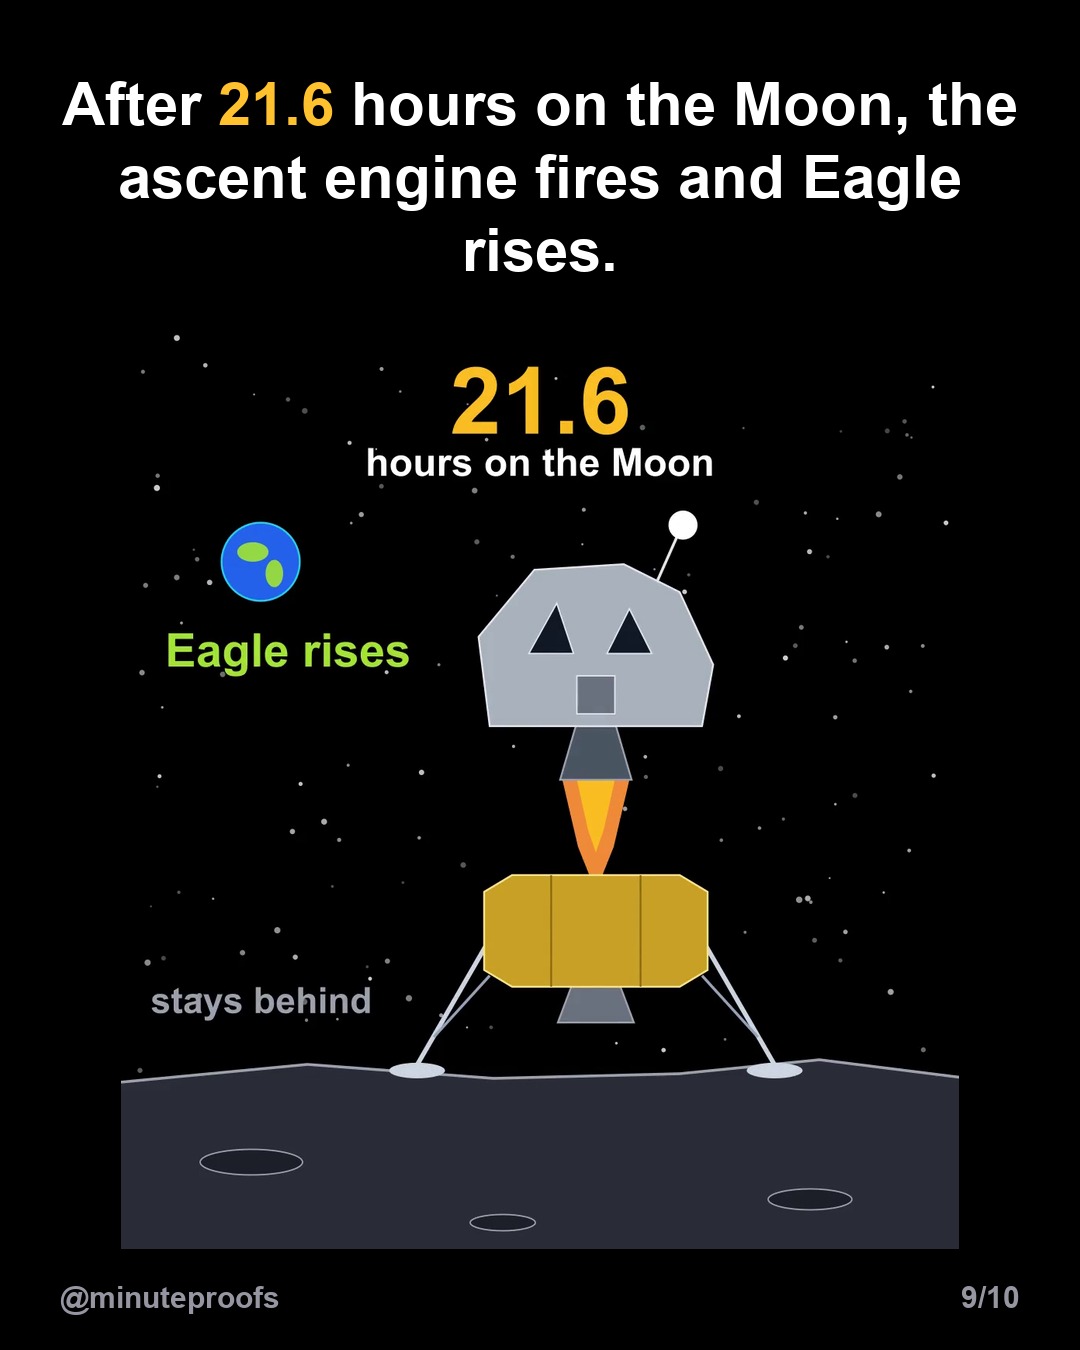 After 21.6 hours on the Moon, the
ascent engine fires and Eagle
rises.
21.6
hours on the Moon
Eagle rises
stays behind
@minuteproofs
9/10